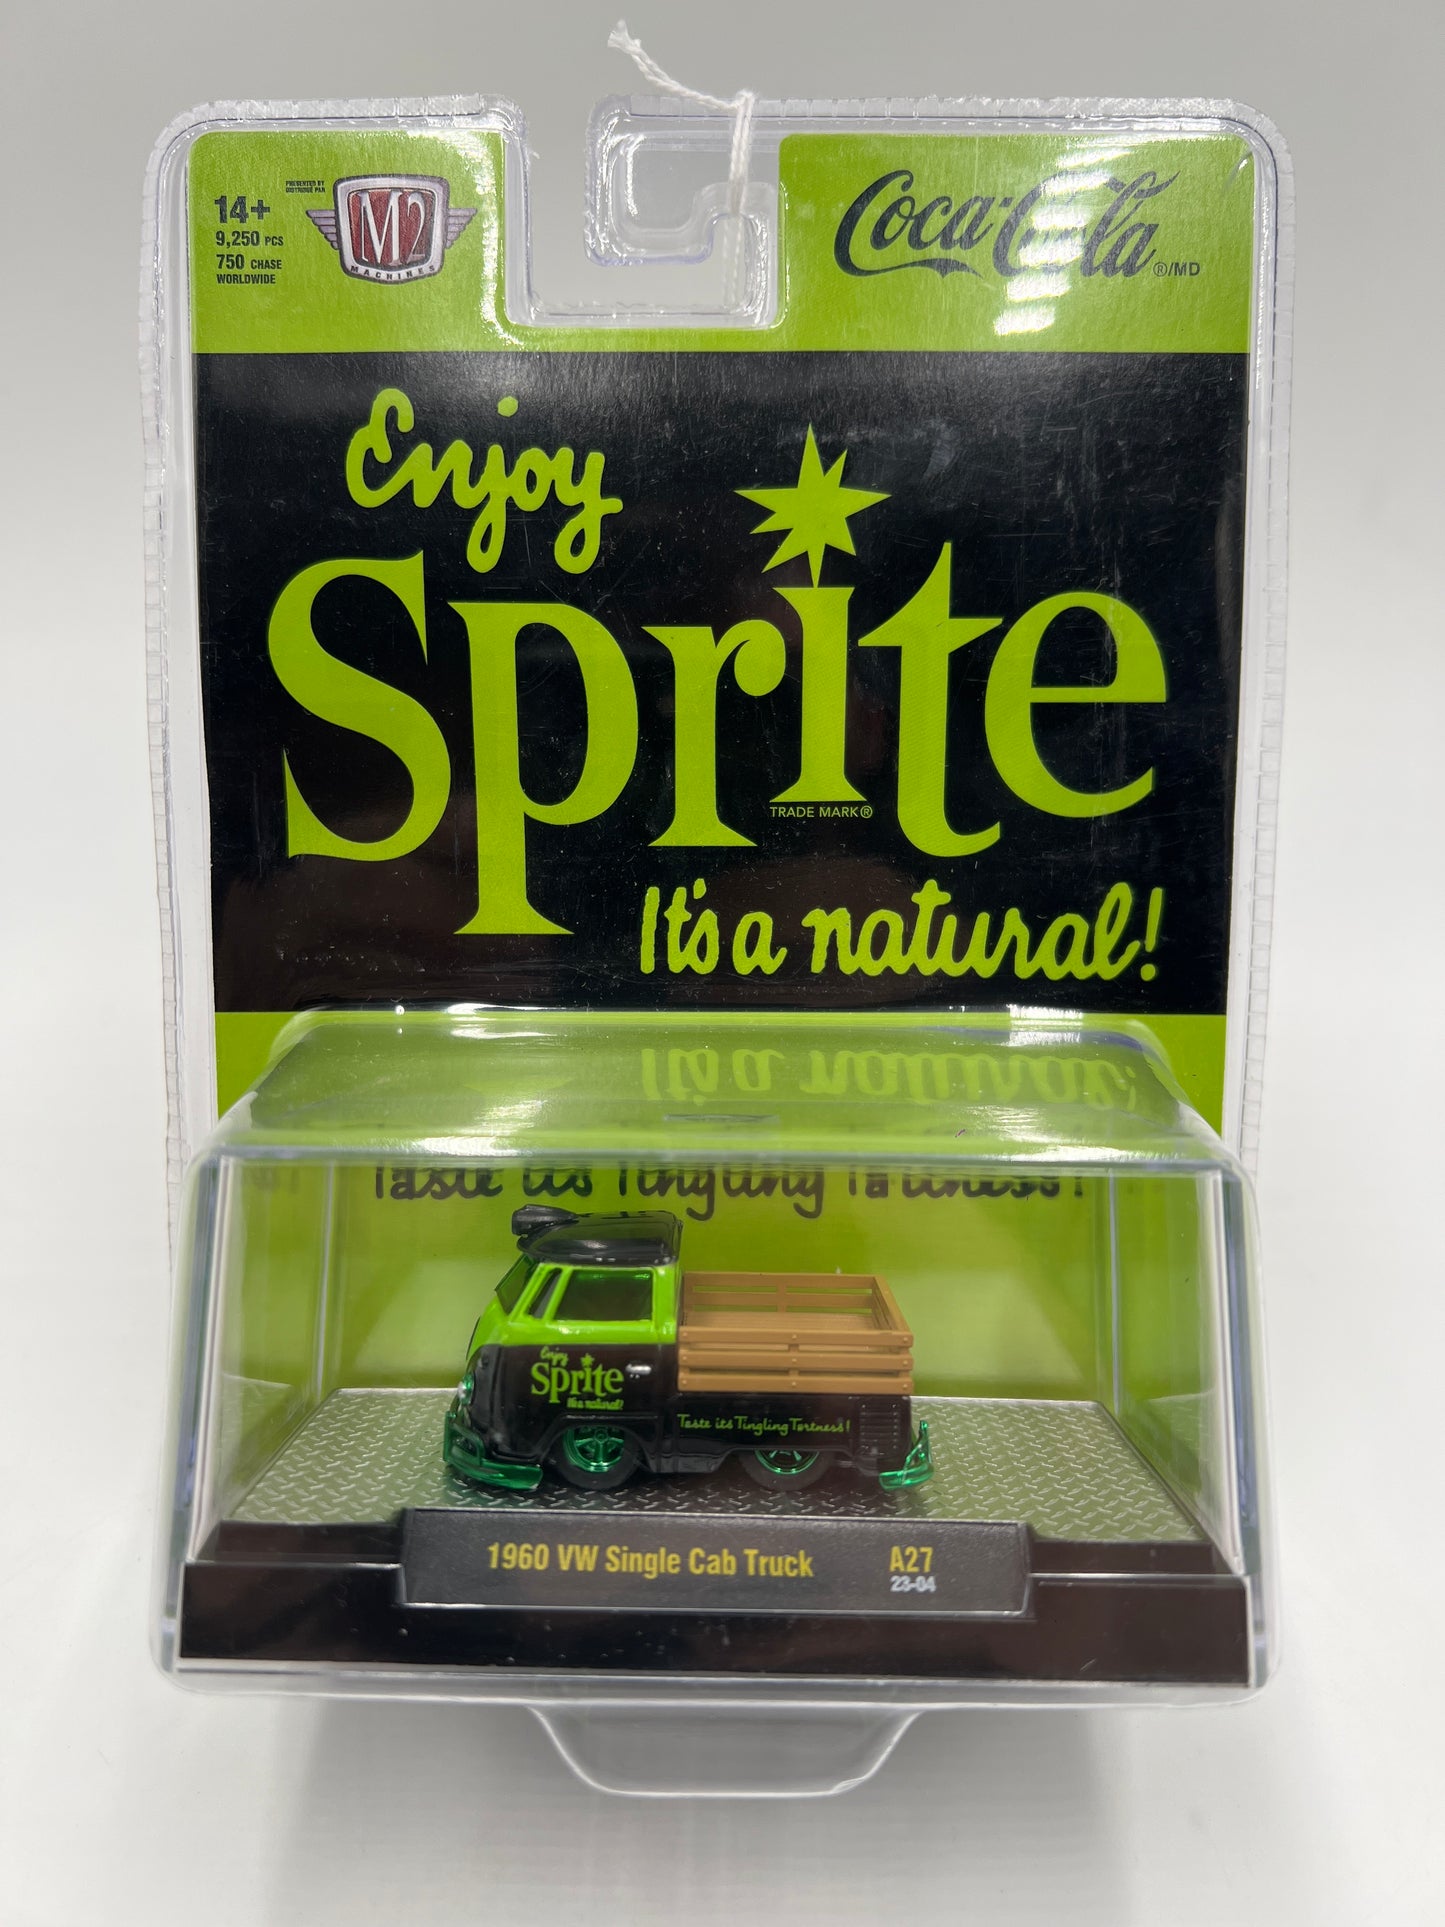 14+
9,250 PCS
750 CHASE
WORLDWIDE
PRESENTED BY
M2
MACHINES
Coca-Cola ®/MD
Enjoy
Sprite
TRADE MARK®
It's a natural!
It's a natural!
Taste its Tingling Tartness!
Enjoy
Sprite
It's a natural!
Taste its Tingling Tartness!
1960 VW Single Cab Truck A27
23-04